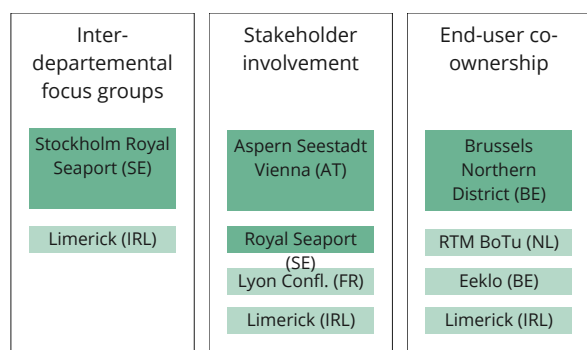 Inter-
departemental
focus groups
Stockholm Royal
Seaport (SE)
Limerick (IRL)
Stakeholder
involvement
Aspern Seestadt
Vienna (AT)
Royal Seaport
(SE)
Lyon Confl. (FR)
Limerick (IRL)
End-user co-
ownership
Brussels
Northern
District (BE)
RTM BoTu (NL)
Eeklo (BE)
Limerick (IRL)